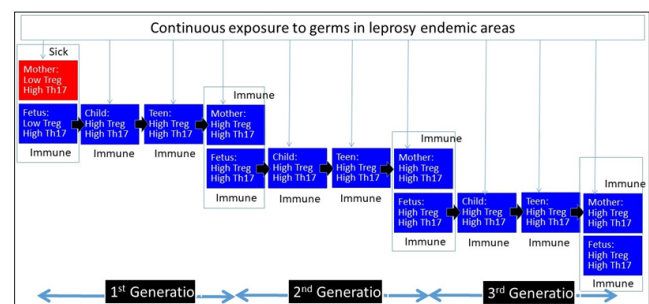 Continuous exposure to germs in leprosy endemic areas
Sick
Mother:
Low Treg
High Th17
Fetus:
Low Treg
High Th17
Immune
Child:
High Treg
High Th17
Immune
Teen:
High Treg
High Th17
Immune
Immune
Mother:
High Treg
High Th17
Fetus:
High Treg
High Th17
Immune
Child:
High Treg
High Th17
Immune
Teen:
High Treg
High Th17
Immune
Immune
Mother:
High Treg
High Th17
Fetus:
High Treg
High Th17
Immune
Child:
High Treg
High Th17
Immune
Teen:
High Treg
High Th17
Immune
Immune
Mother:
High Treg
High Th17
Fetus:
High Treg
High Th17
Immune
1st Generatio
2nd Generatio
3rd Generatio